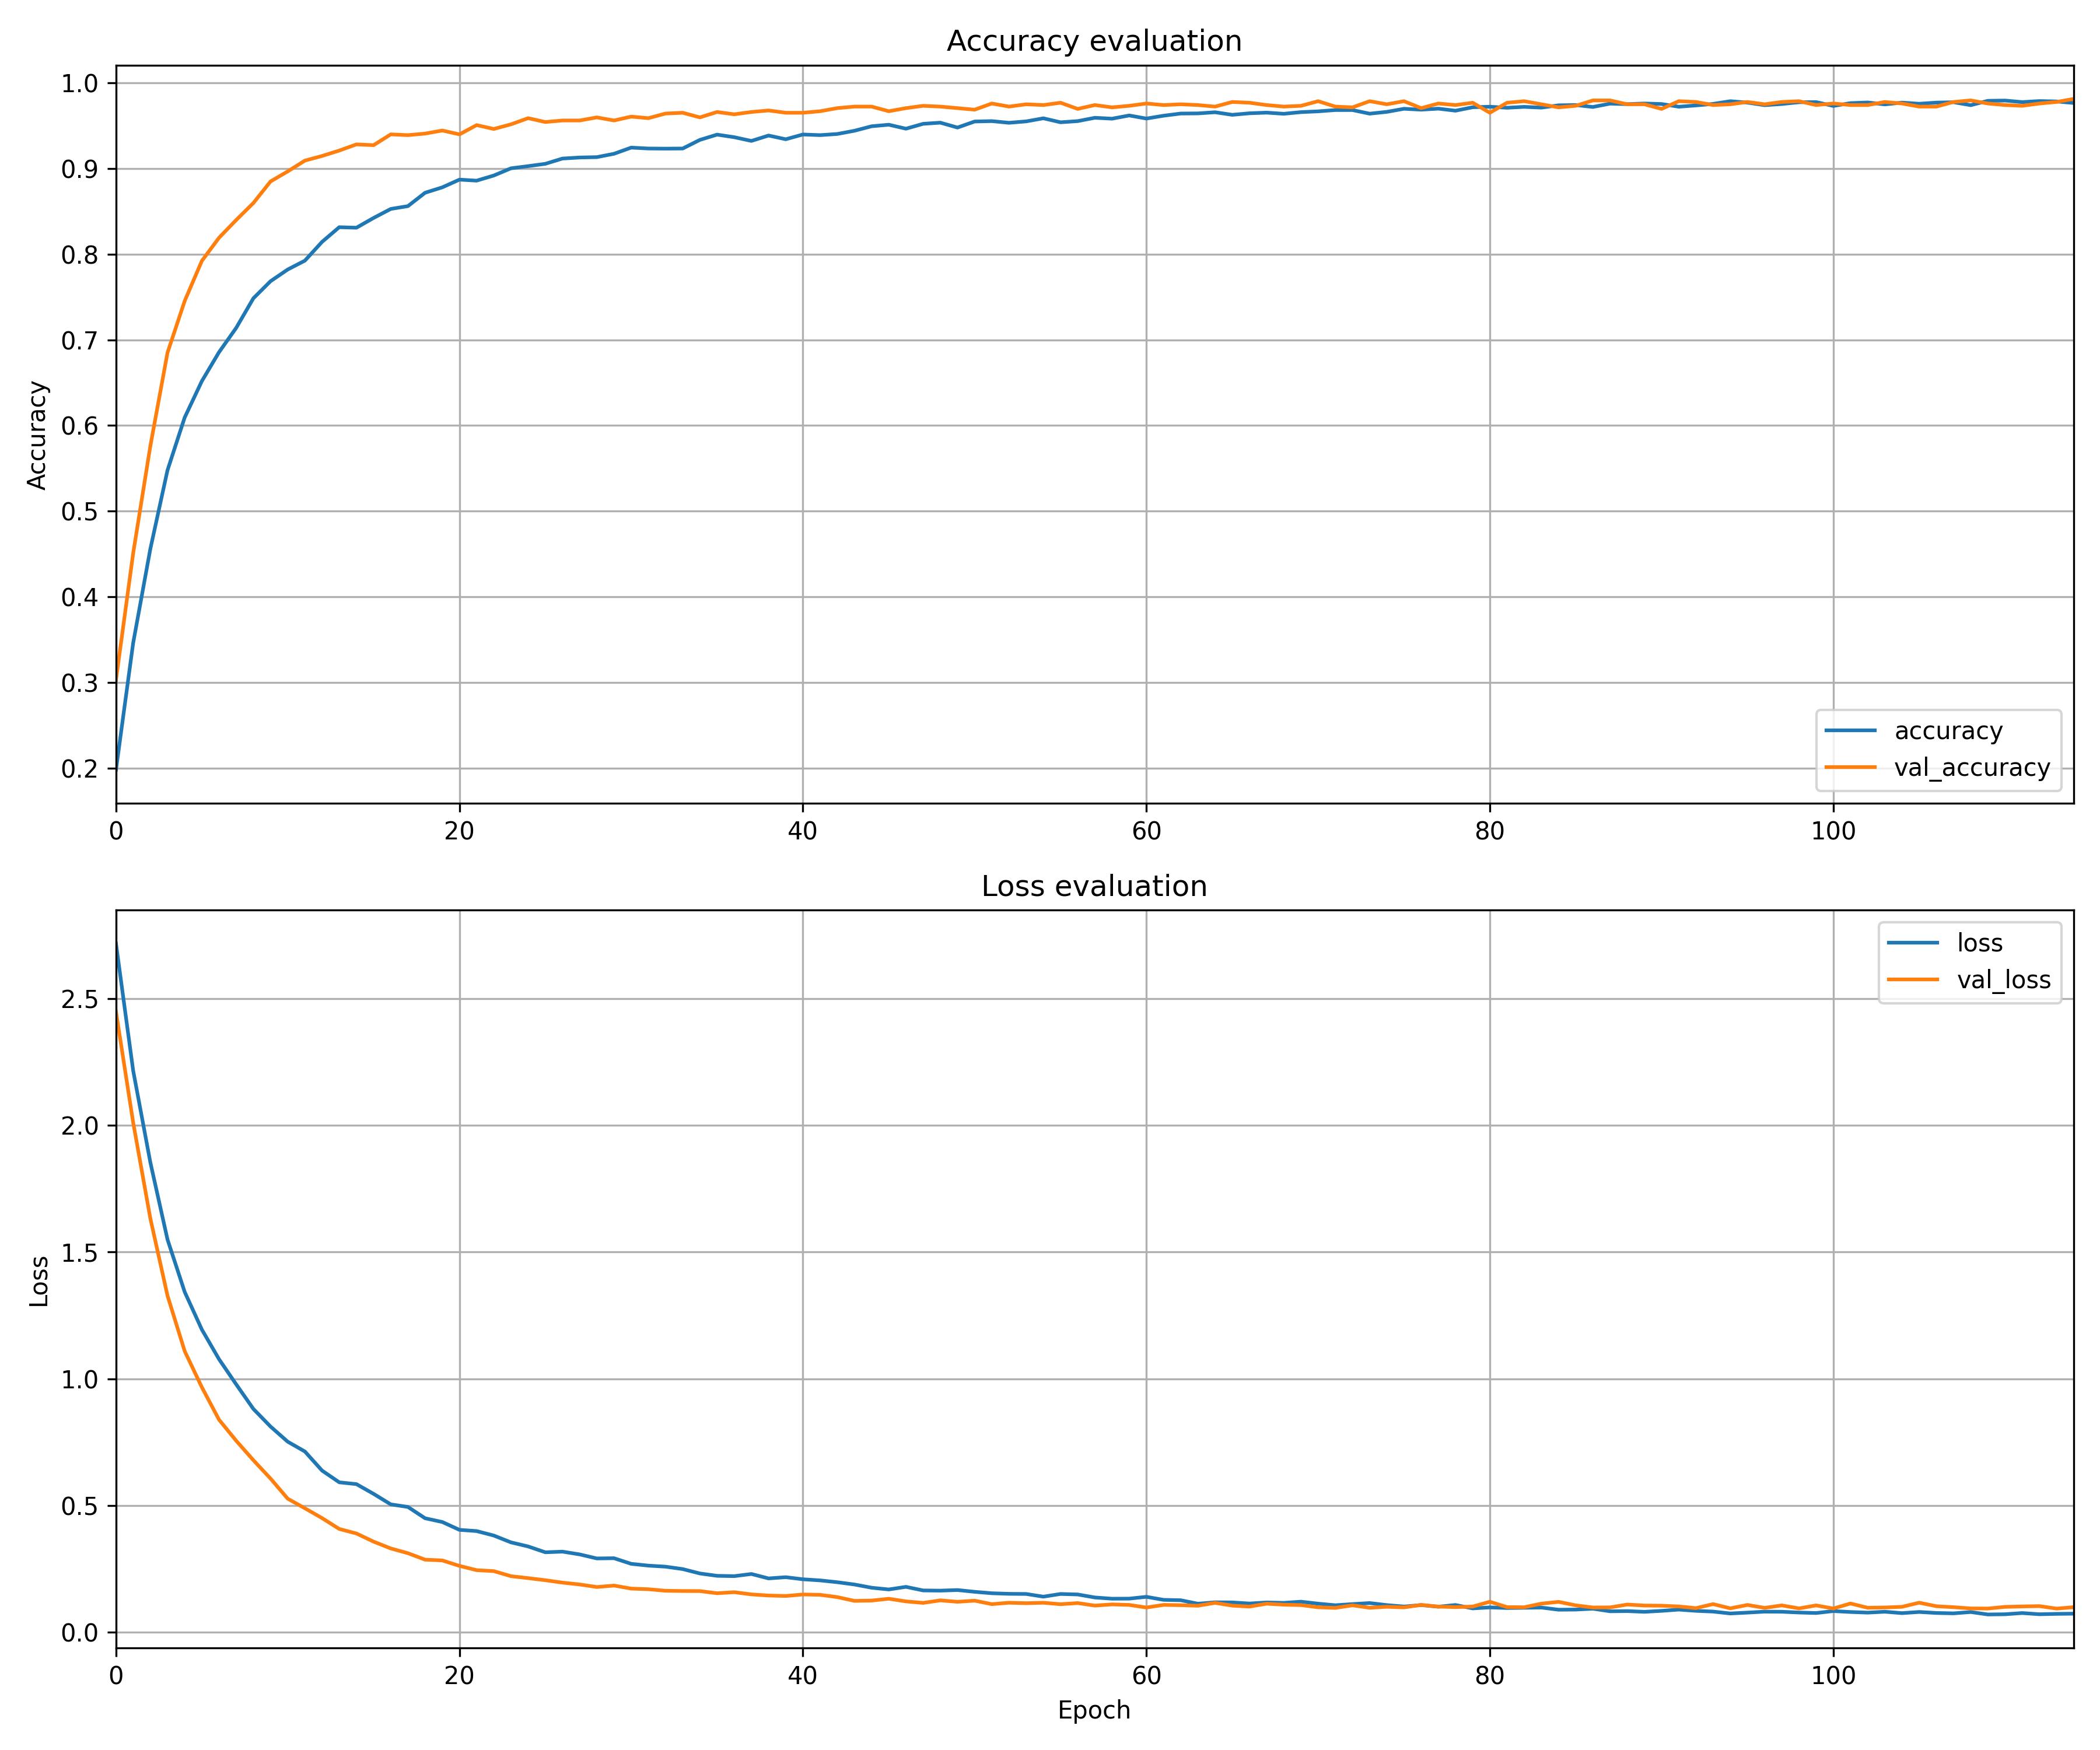 Accuracy evaluation
1.0
0.9
0.8
0.7
0.6
0.5
0.4
0.3
0.2
Accuracy
accuracy
val_accuracy
0 20 40 60 80 100
Loss evaluation
loss
val_loss
2.5
2.0
1.5
1.0
0.5
0.0
Loss
0 20 40 60 80 100
Epoch